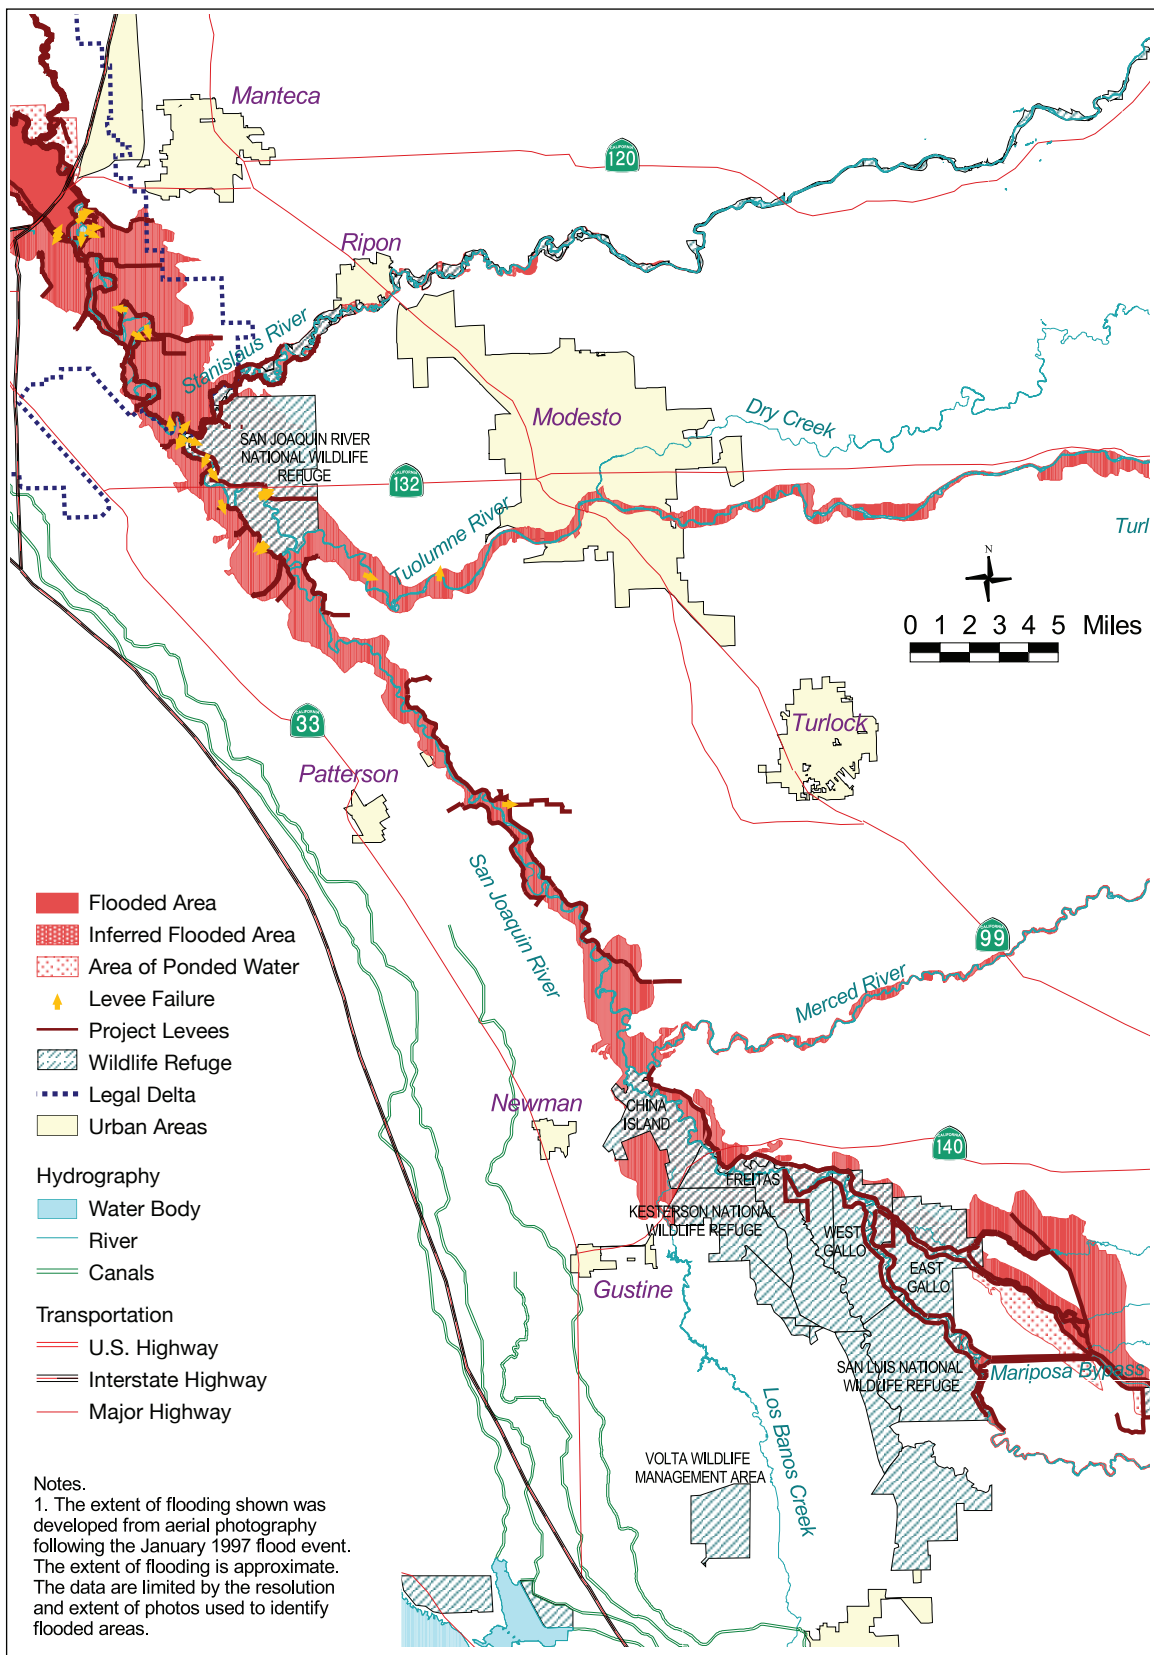 Manteca
CALIFORNIA
120
Ripon
Stanislaus River
Modesto
Dry Creek
SAN JOAQUIN RIVER
NATIONAL WILDLIFE
REFUGE
CALIFORNIA
132
Tuolumne River
Turl
N
0 1 2 3 4 5 Miles
CALIFORNIA
33
Turlock
Patterson
San Joaquin River
CALIFORNIA
99
Merced River
Newman
CHINA
ISLAND
CALIFORNIA
140
FREITAS
KESTERSON NATIONAL
WILDLIFE REFUGE
WEST
GALLO
EAST
GALLO
Gustine
SAN LUIS NATIONAL
WILDLIFE REFUGE
Mariposa Bypass
Los Banos Creek
VOLTA WILDLIFE
MANAGEMENT AREA
Flooded Area
Inferred Flooded Area
Area of Ponded Water
Levee Failure
Project Levees
Wildlife Refuge
Legal Delta
Urban Areas
Hydrography
Water Body
River
Canals
Transportation
U.S. Highway
Interstate Highway
Major Highway
Notes.
1. The extent of flooding shown was
developed from aerial photography
following the January 1997 flood event.
The extent of flooding is approximate.
The data are limited by the resolution
and extent of photos used to identify
flooded areas.